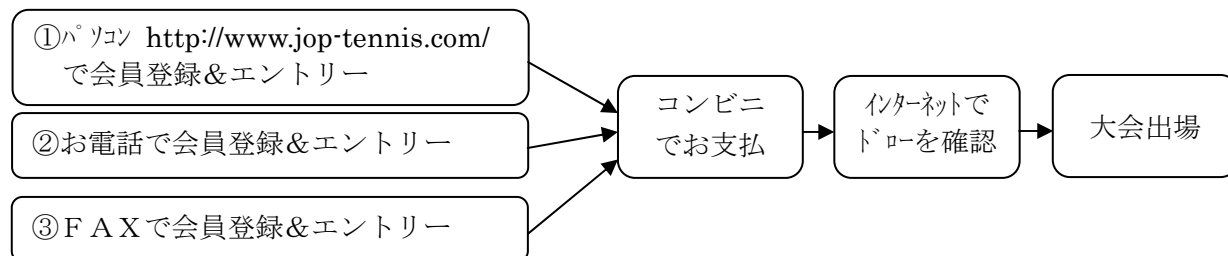 ①ﾊﾟｿｺﾝ http://www.jop-tennis.com/
で会員登録＆エントリー
②お電話で会員登録＆エントリー
③ＦＡＸで会員登録＆エントリー
コンビニ
でお支払
ｲﾝﾀｰﾈｯﾄで
ﾄﾞﾛｰを確認
大会出場